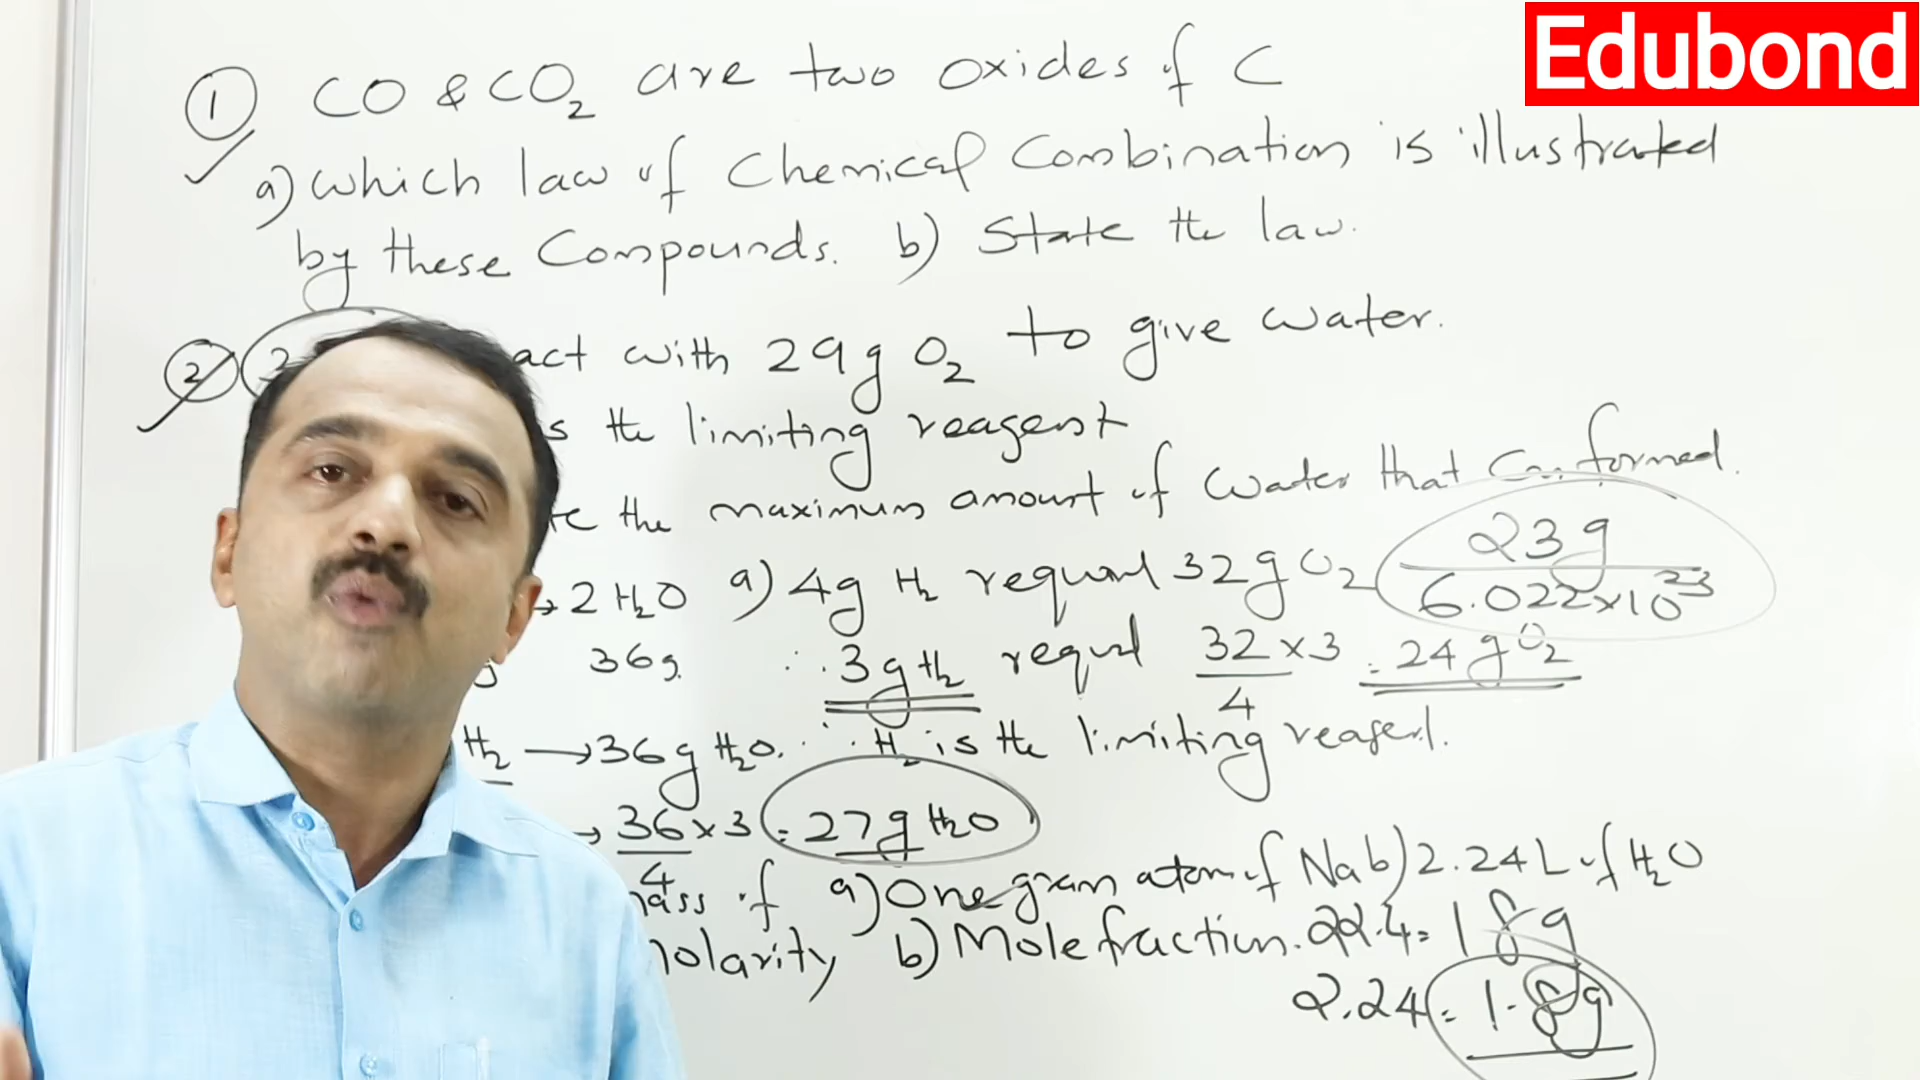 Edubond
1 CO & CO2 are two oxides of C
a) which law of Chemical Combination is illustrated
by these Compounds. b) State the law.
2 act with 29g O2 to give water.
s the limiting reagent
the maximum amount of water that Can formed.
23g
6.022x10^23
→ 2H2O a) 4g H2 required 32g O2
36g. ∴ 3g H2 requd 32 x 3 = 24g O2
4
H2 → 36g H2O. ∴ H2 is the limiting reagent.
→ 36 x 3 = 27g H2O
4
mass of a) One gram atom of Na b) 2.24L of H2O
molarity b) Mole fraction. 22.4 = 18g
2.24 = 1.8g